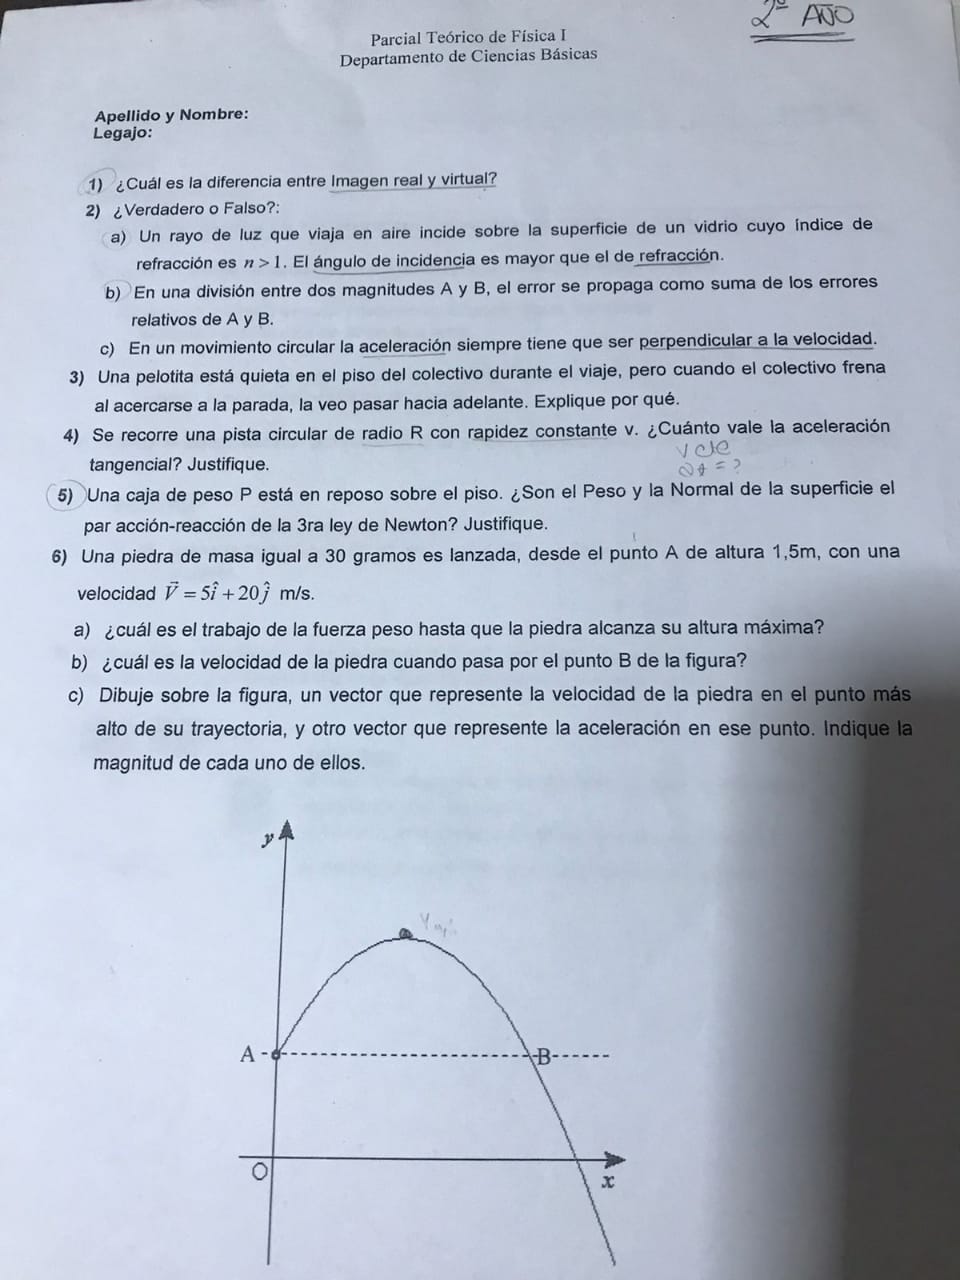 2º AÑO
Parcial Teórico de Física I
Departamento de Ciencias Básicas
Apellido y Nombre:
Legajo:
1) ¿Cuál es la diferencia entre Imagen real y virtual?
2) ¿Verdadero o Falso?:
a) Un rayo de luz que viaja en aire incide sobre la superficie de un vidrio cuyo índice de
refracción es n > 1. El ángulo de incidencia es mayor que el de refracción.
b) En una división entre dos magnitudes A y B, el error se propaga como suma de los errores
relativos de A y B.
c) En un movimiento circular la aceleración siempre tiene que ser perpendicular a la velocidad.
3) Una pelotita está quieta en el piso del colectivo durante el viaje, pero cuando el colectivo frena
al acercarse a la parada, la veo pasar hacia adelante. Explique por qué.
4) Se recorre una pista circular de radio R con rapidez constante v. ¿Cuánto vale la aceleración
tangencial? Justifique.
v cte
at = ?
5) Una caja de peso P está en reposo sobre el piso. ¿Son el Peso y la Normal de la superficie el
par acción-reacción de la 3ra ley de Newton? Justifique.
6) Una piedra de masa igual a 30 gramos es lanzada, desde el punto A de altura 1,5m, con una
velocidad V⃗ = 5î + 20ĵ m/s.
a) ¿cuál es el trabajo de la fuerza peso hasta que la piedra alcanza su altura máxima?
b) ¿cuál es la velocidad de la piedra cuando pasa por el punto B de la figura?
c) Dibuje sobre la figura, un vector que represente la velocidad de la piedra en el punto más
alto de su trayectoria, y otro vector que represente la aceleración en ese punto. Indique la
magnitud de cada uno de ellos.
y
A
B
O
x